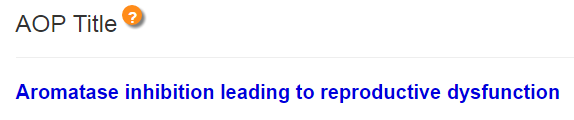 AOP Title ?
Aromatase inhibition leading to reproductive dysfunction